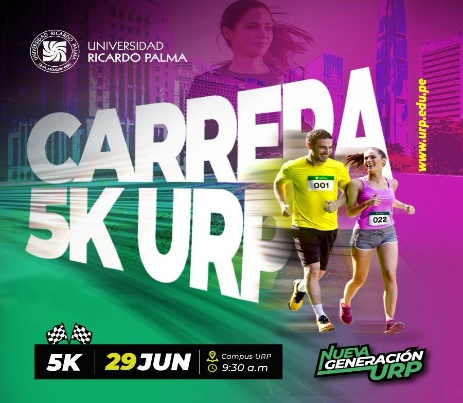 UNIVERSIDAD
RICARDO PALMA
www.urp.edu.pe
CARRERA
5K URP
001
022
5K
29 JUN
Campus URP
9:30 a.m
NUEVA
GENERACIÓN
URP